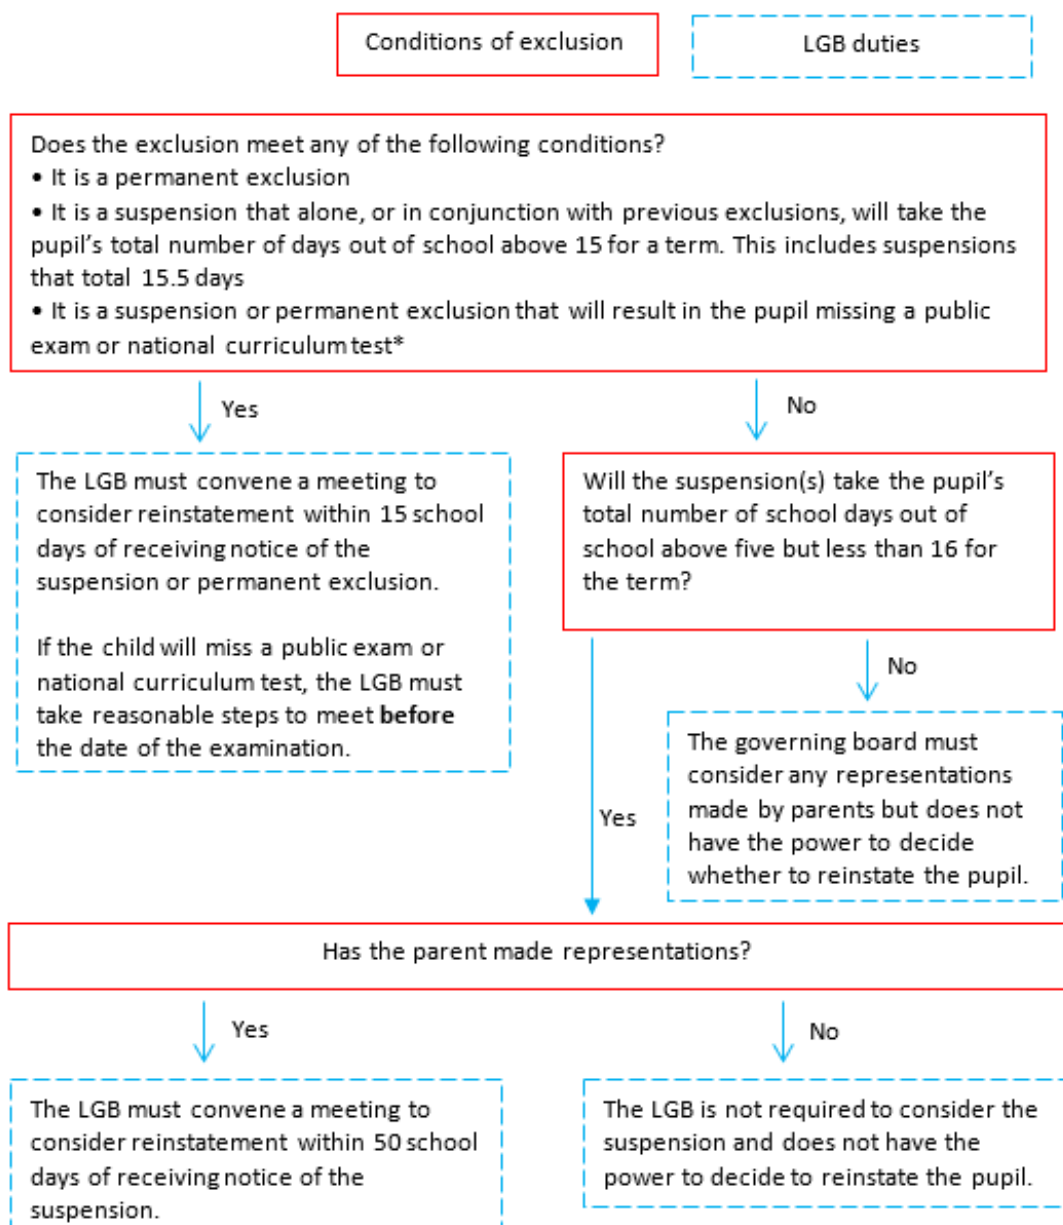 Conditions of exclusion
LGB duties
Does the exclusion meet any of the following conditions?
• It is a permanent exclusion
• It is a suspension that alone, or in conjunction with previous exclusions, will take the
pupil's total number of days out of school above 15 for a term. This includes suspensions
that total 15.5 days
• It is a suspension or permanent exclusion that will result in the pupil missing a public
exam or national curriculum test*
Yes
No
The LGB must convene a meeting to
consider reinstatement within 15 school
days of receiving notice of the
suspension or permanent exclusion.
If the child will miss a public exam or
national curriculum test, the LGB must
take reasonable steps to meet before
the date of the examination.
Will the suspension(s) take the pupil's
total number of school days out of
school above five but less than 16 for
the term?
No
The governing board must
consider any representations
made by parents but does not
have the power to decide
whether to reinstate the pupil.
Yes
Has the parent made representations?
Yes
No
The LGB must convene a meeting to
consider reinstatement within 50 school
days of receiving notice of the
suspension.
The LGB is not required to consider the
suspension and does not have the
power to decide to reinstate the pupil.